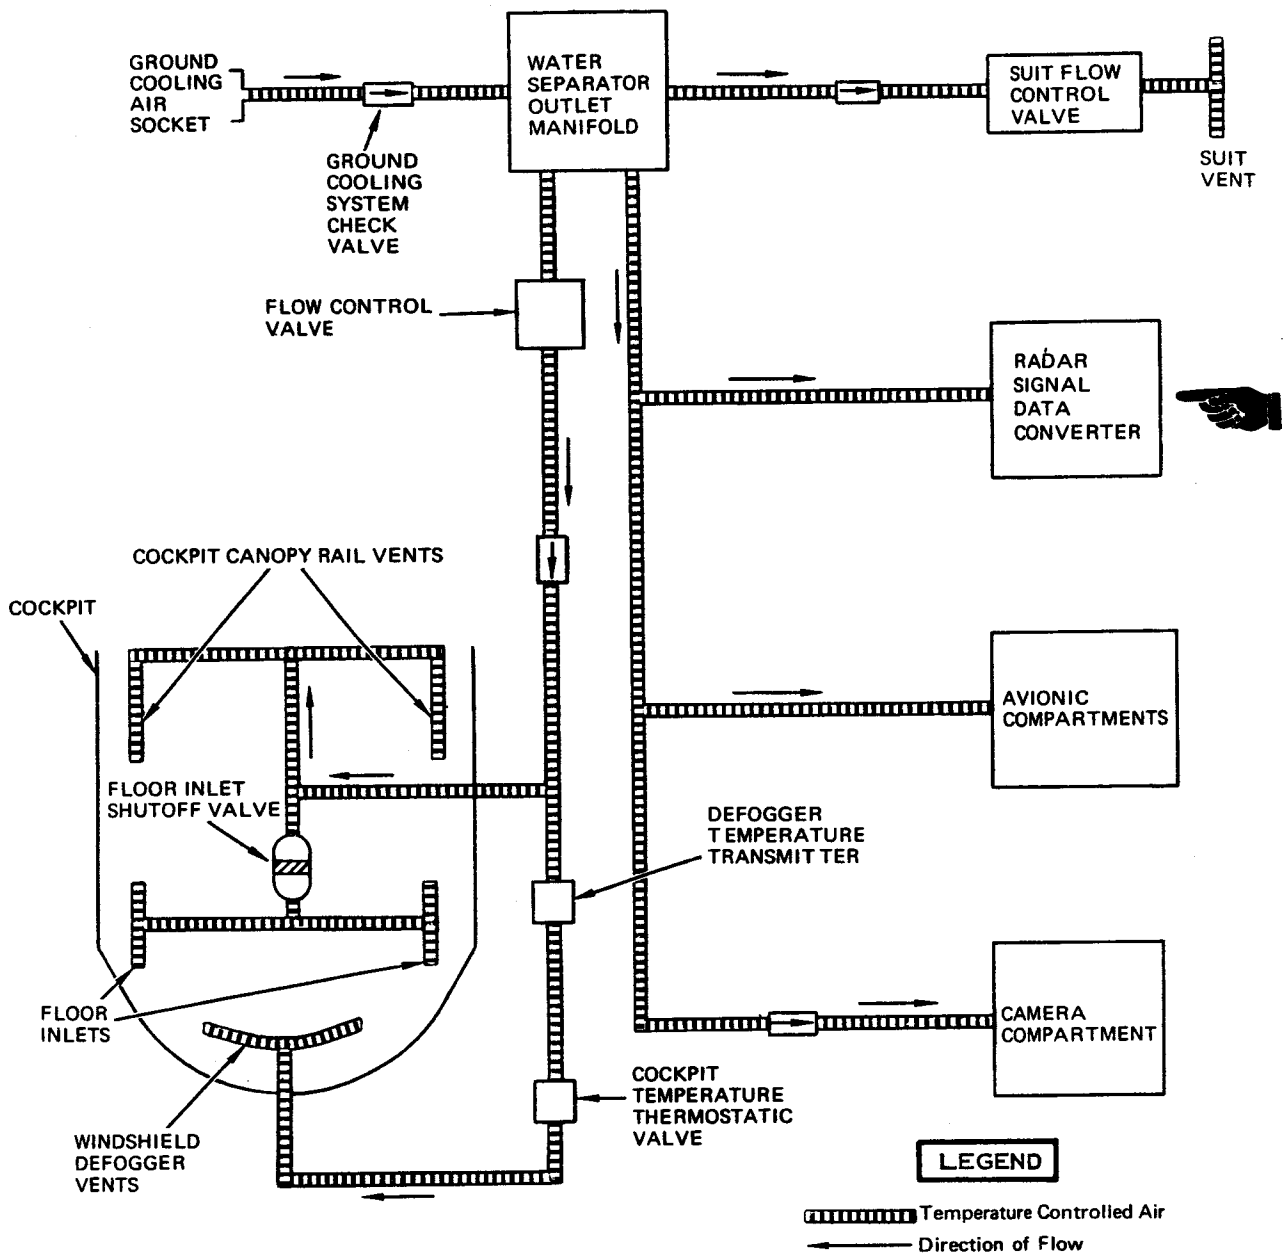 GROUND
COOLING
AIR
SOCKET
GROUND
COOLING
SYSTEM
CHECK
VALVE
WATER
SEPARATOR
OUTLET
MANIFOLD
SUIT FLOW
CONTROL
VALVE
SUIT
VENT
FLOW CONTROL
VALVE
RADAR
SIGNAL
DATA
CONVERTER
COCKPIT CANOPY RAIL VENTS
COCKPIT
AVIONIC
COMPARTMENTS
FLOOR INLET
SHUTOFF VALVE
DEFOGGER
TEMPERATURE
TRANSMITTER
FLOOR
INLETS
CAMERA
COMPARTMENT
COCKPIT
TEMPERATURE
THERMOSTATIC
VALVE
WINDSHIELD
DEFOGGER
VENTS
LEGEND
Temperature Controlled Air
Direction of Flow